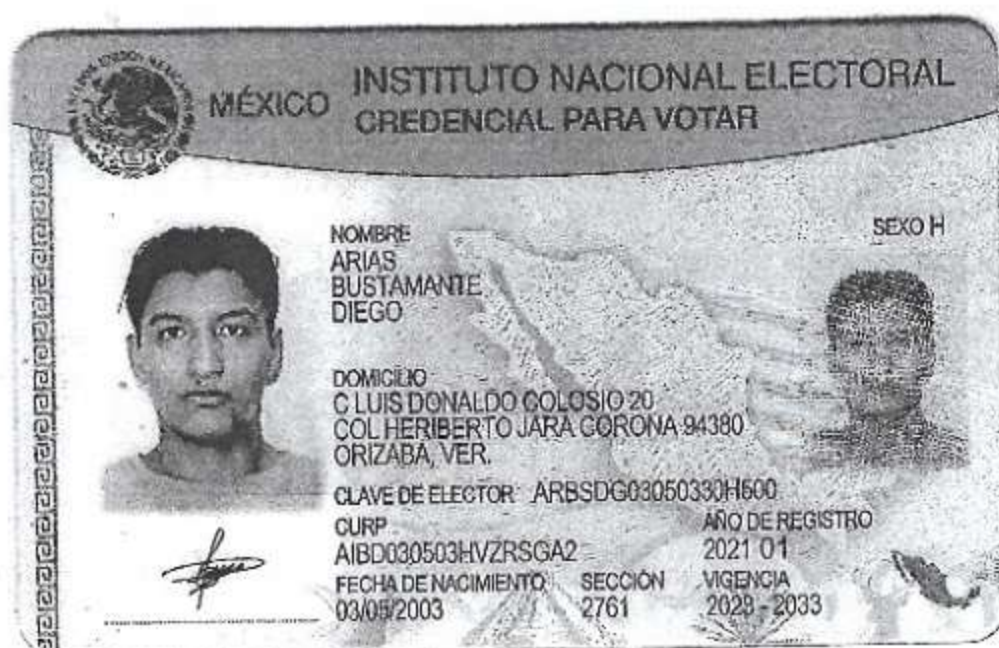 MÉXICO
INSTITUTO NACIONAL ELECTORAL
CREDENCIAL PARA VOTAR
NOMBRE
ARIAS
BUSTAMANTE
DIEGO
SEXO H
DOMICILIO
C LUIS DONALDO COLOSIO 20
COL HERIBERTO JARA CORONA 94380
ORIZABA, VER.
CLAVE DE ELECTOR ARBSDG03050330H500
CURP
AIBD030503HVZRSGA2
AÑO DE REGISTRO
2021 01
FECHA DE NACIMIENTO
03/05/2003
SECCIÓN
2761
VIGENCIA
2023 - 2033